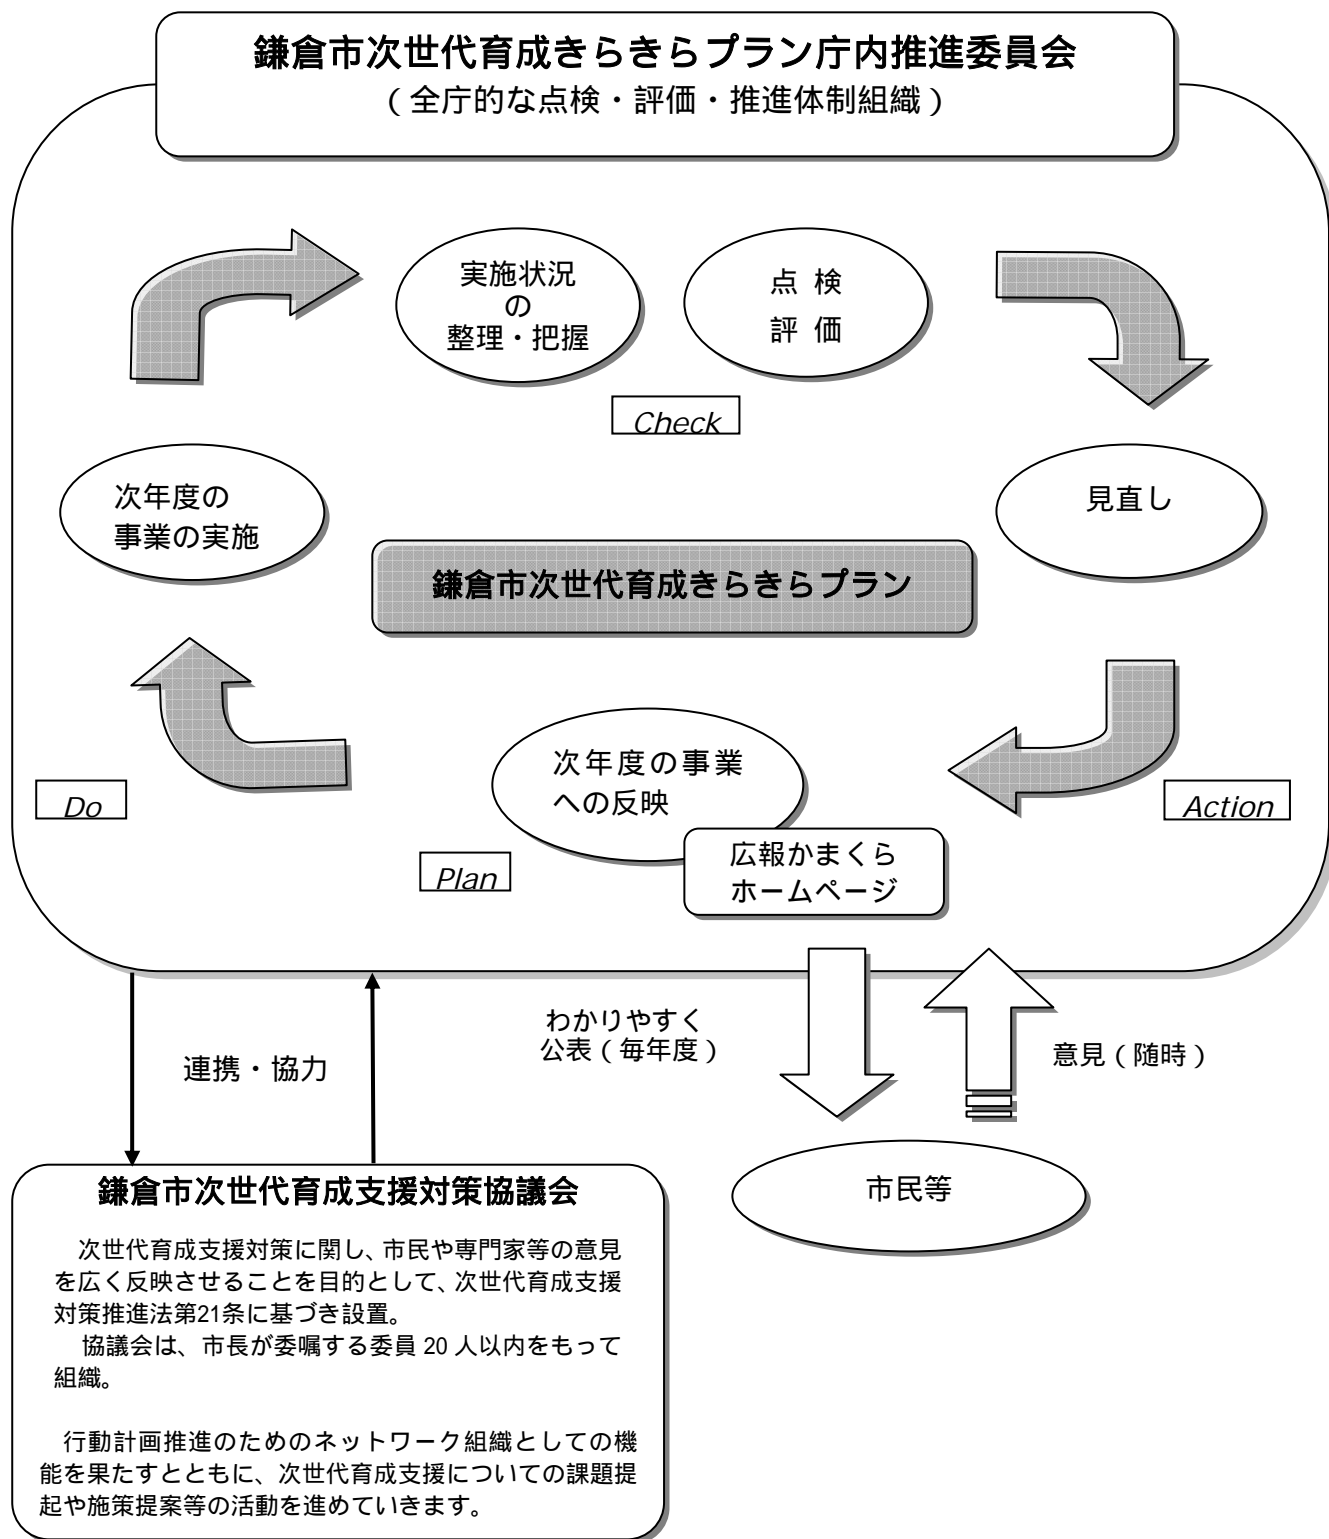 鎌倉市次世代育成きらきらプラン庁内推進委員会
（全庁的な点検・評価・推進体制組織）
実施状況
の
整理・把握
点 検
評 価
Check
次年度の
事業の実施
見直し
鎌倉市次世代育成きらきらプラン
次年度の事業
への反映
Do
Action
Plan
広報かまくら
ホームページ
わかりやすく
公表（毎年度）
意見（随時）
連携・協力
市民等
鎌倉市次世代育成支援対策協議会
次世代育成支援対策に関し、市民や専門家等の意見
を広く反映させることを目的として、次世代育成支援
対策推進法第21条に基づき設置。
協議会は、市長が委嘱する委員 20 人以内をもって
組織。
行動計画推進のためのネットワーク組織としての機
能を果たすとともに、次世代育成支援についての課題提
起や施策提案等の活動を進めていきます。